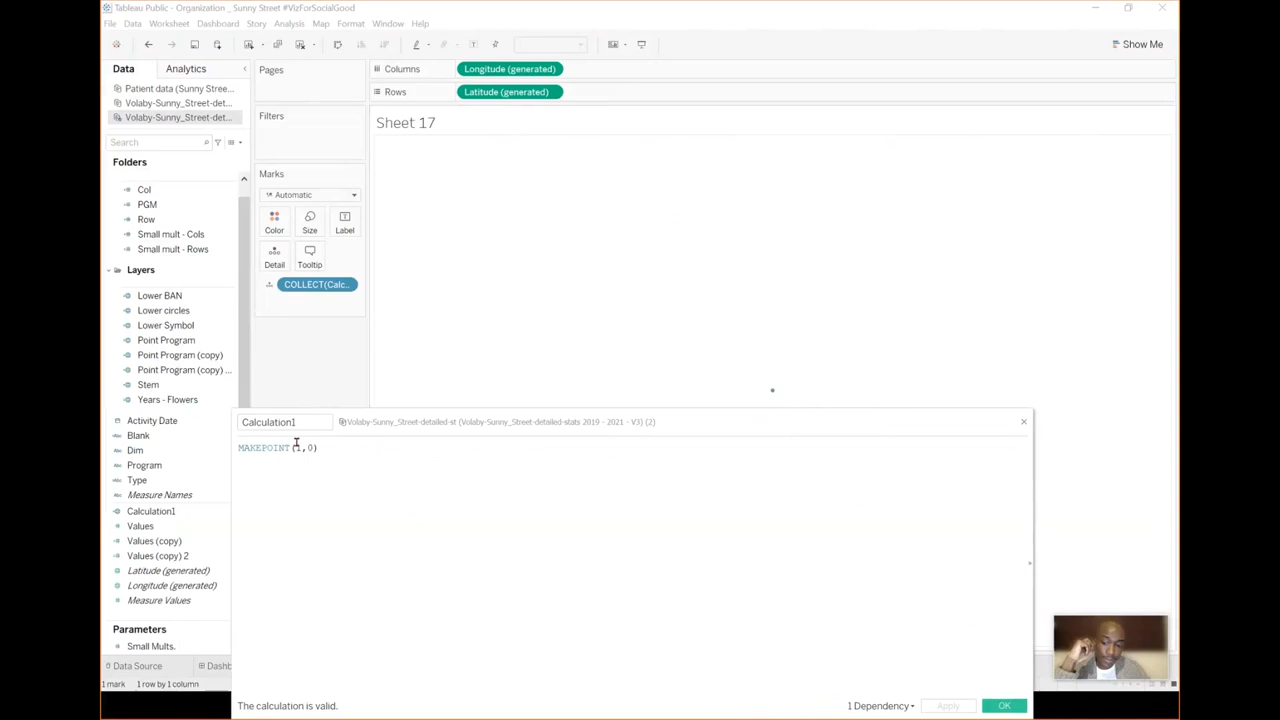 Tableau Public - Organization _ Sunny Street #VizForSocialGood
File Data Worksheet Dashboard Story Analysis Map Format Window Help
Show Me
Data Analytics
Patient data (Sunny Stree...
Volaby-Sunny_Street-det...
Volaby-Sunny_Street-det...
Search
Folders
Col
PGM
Row
Small mult - Cols
Small mult - Rows
Layers
Lower BAN
Lower circles
Lower Symbol
Point Program
Point Program (copy)
Point Program (copy) ...
Stem
Years - Flowers
Activity Date
Abc Blank
Abc Dim
Abc Program
Abc Type
Abc Measure Names
Calculation1
Values
Values (copy)
Values (copy) 2
Latitude (generated)
Longitude (generated)
Measure Values
Parameters
Small Mults.
Data Source
Dashb
1 mark 1 row by 1 column
Pages
Filters
Marks
Automatic
Color Size Label
Detail Tooltip
COLLECT(Calc..
Columns Longitude (generated)
Rows Latitude (generated)
Sheet 17
Calculation1 Volaby-Sunny_Street-detailed-st (Volaby-Sunny_Street-detailed-stats 2019 - 2021 - V3) (2)
MAKEPOINT(1,0)
The calculation is valid.
1 Dependency Apply OK